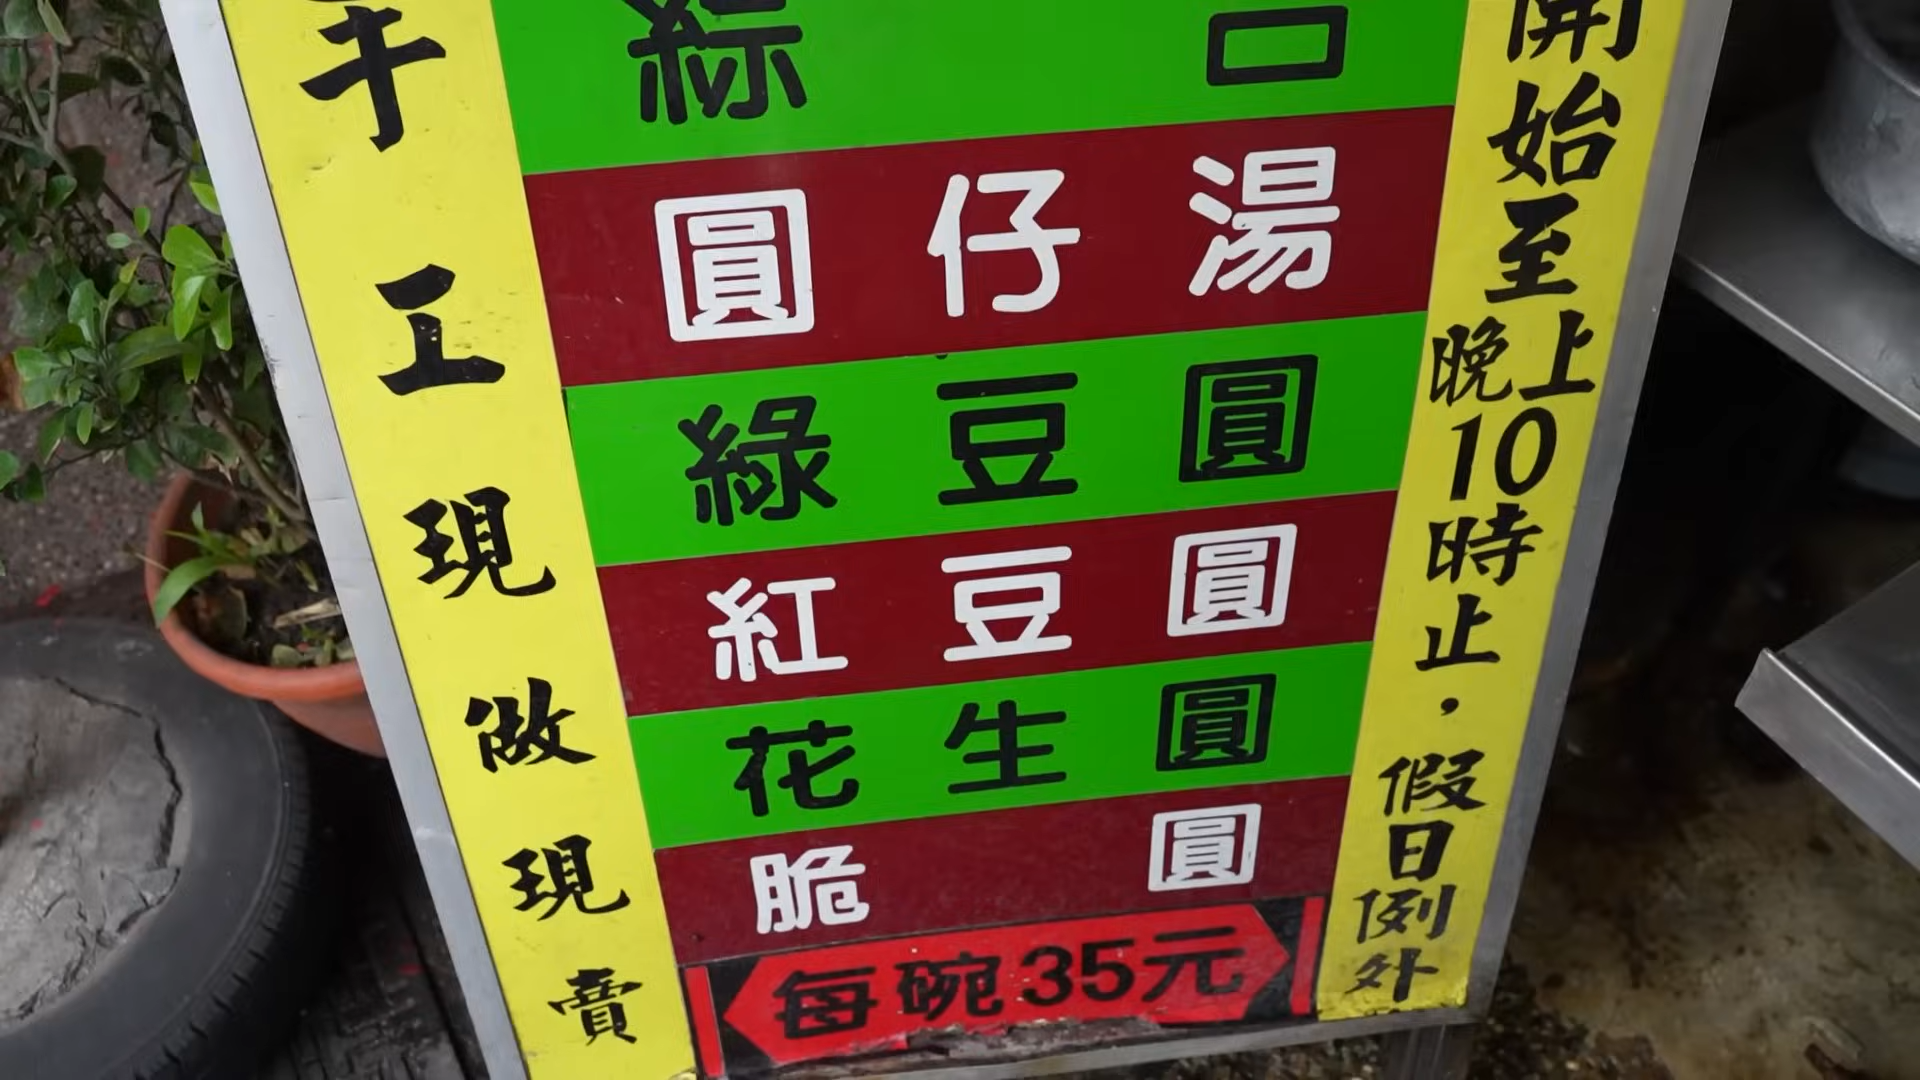 綜合
圓仔湯
綠豆圓
紅豆圓
花生圓
脆圓
每碗35元
手工現做現賣
開始至晚上10時止·假日例外